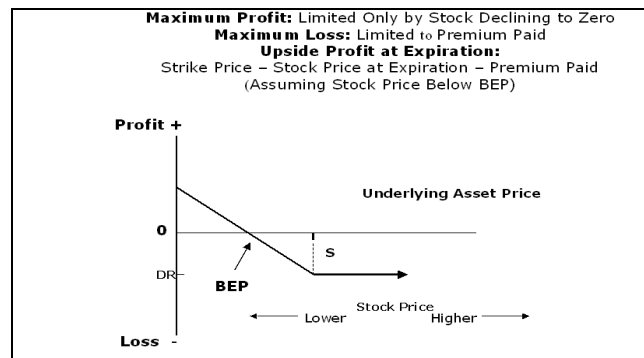 Maximum Profit: Limited Only by Stock Declining to Zero
Maximum Loss: Limited to Premium Paid
Upside Profit at Expiration:
Strike Price – Stock Price at Expiration – Premium Paid
(Assuming Stock Price Below BEP)
Profit +
Underlying Asset Price
0
S
DR
BEP
Stock Price
Lower Higher
Loss -